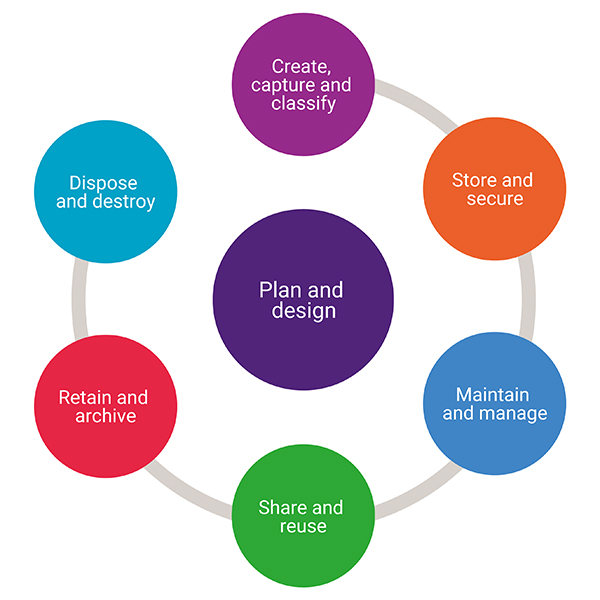 Create,
capture and
classify
Store and
secure
Maintain
and manage
Share and
reuse
Retain and
archive
Dispose
and destroy
Plan and
design